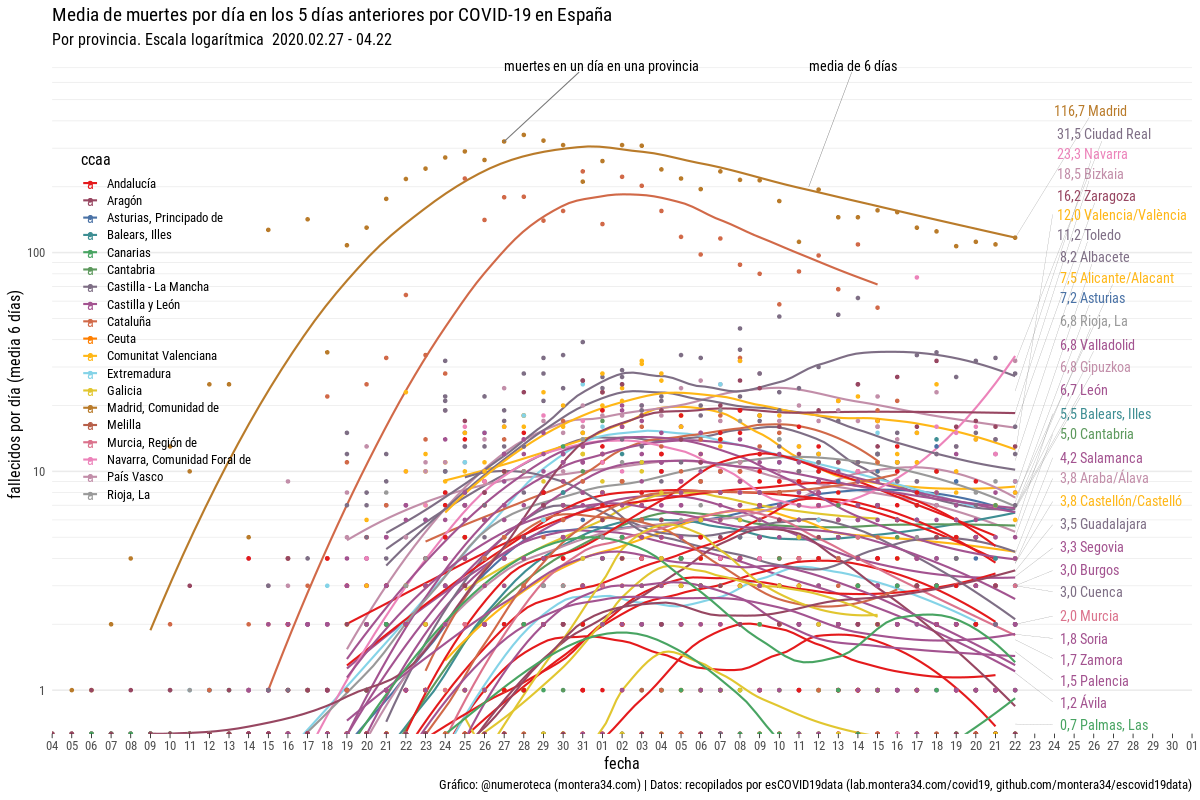 Media de muertes por día en los 5 días anteriores por COVID-19 en España
Por provincia. Escala logarítmica 2020.02.27 - 04.22
muertes en un día en una provincia
media de 6 días
116,7 Madrid
31,5 Ciudad Real
23,3 Navarra
18,5 Bizkaia
16,2 Zaragoza
12,0 Valencia/València
11,2 Toledo
8,2 Albacete
7,5 Alicante/Alacant
7,2 Asturias
6,8 Rioja, La
6,8 Valladolid
6,8 Gipuzkoa
6,7 León
5,5 Balears, Illes
5,0 Cantabria
4,2 Salamanca
3,8 Araba/Álava
3,8 Castellón/Castelló
3,5 Guadalajara
3,3 Segovia
3,0 Burgos
3,0 Cuenca
2,0 Murcia
1,8 Soria
1,7 Zamora
1,5 Palencia
1,2 Ávila
0,7 Palmas, Las
ccaa
Andalucía
Aragón
Asturias, Principado de
Balears, Illes
Canarias
Cantabria
Castilla - La Mancha
Castilla y León
Cataluña
Ceuta
Comunitat Valenciana
Extremadura
Galicia
Madrid, Comunidad de
Melilla
Murcia, Región de
Navarra, Comunidad Foral de
País Vasco
Rioja, La
fallecidos por día (media 6 días)
100
10
1
04 05 06 07 08 09 10 11 12 13 14 15 16 17 18 19 20 21 22 23 24 25 26 27 28 29 30 31 01 02 03 04 05 06 07 08 09 10 11 12 13 14 15 16 17 18 19 20 21 22 23 24 25 26 27 28 29 30 01
fecha
Gráfico: @numeroteca (montera34.com) | Datos: recopilados por esCOVID19data (lab.montera34.com/covid19, github.com/montera34/escovid19data)